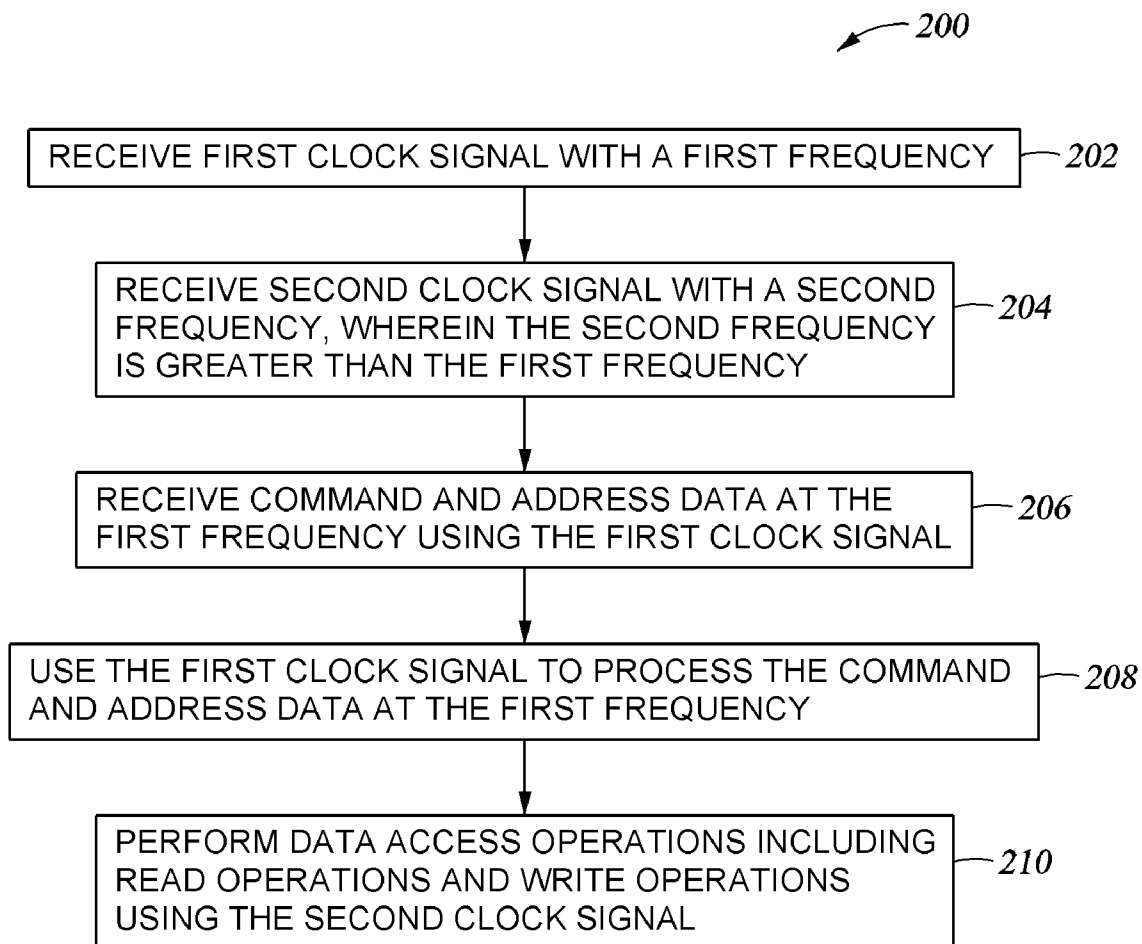 200
RECEIVE FIRST CLOCK SIGNAL WITH A FIRST FREQUENCY
202
RECEIVE SECOND CLOCK SIGNAL WITH A SECOND
FREQUENCY, WHEREIN THE SECOND FREQUENCY
IS GREATER THAN THE FIRST FREQUENCY
204
RECEIVE COMMAND AND ADDRESS DATA AT THE
FIRST FREQUENCY USING THE FIRST CLOCK SIGNAL
206
USE THE FIRST CLOCK SIGNAL TO PROCESS THE COMMAND
AND ADDRESS DATA AT THE FIRST FREQUENCY
208
PERFORM DATA ACCESS OPERATIONS INCLUDING
READ OPERATIONS AND WRITE OPERATIONS
USING THE SECOND CLOCK SIGNAL
210